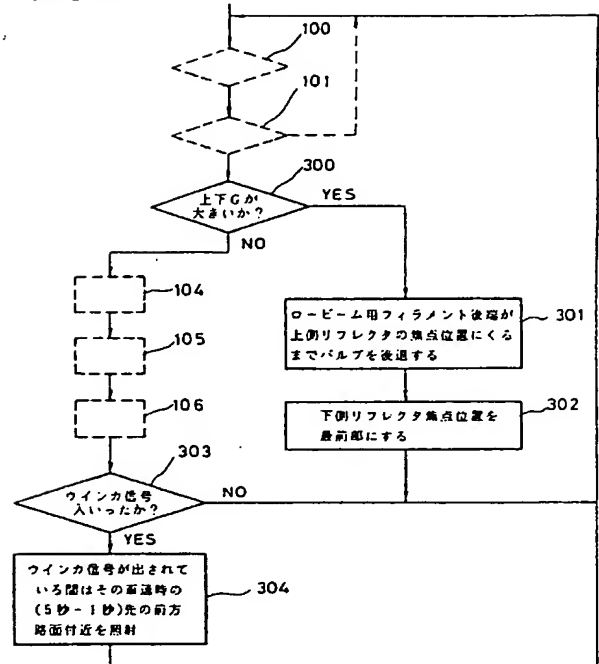 100
101
300
上下Gが
大きいか?
YES
NO
104
105
106
ロービーム用フィラメント後端が
上側リフレクタの焦点位置にくる
までバルブを後退する
301
下側リフレクタ焦点位置を
最前部にする
302
303
ウインカ信号
入いったか?
NO
YES
ウインカ信号が出されて
いる間はその車速時の
(5秒-1秒)先の前方
路面付近を照射
304